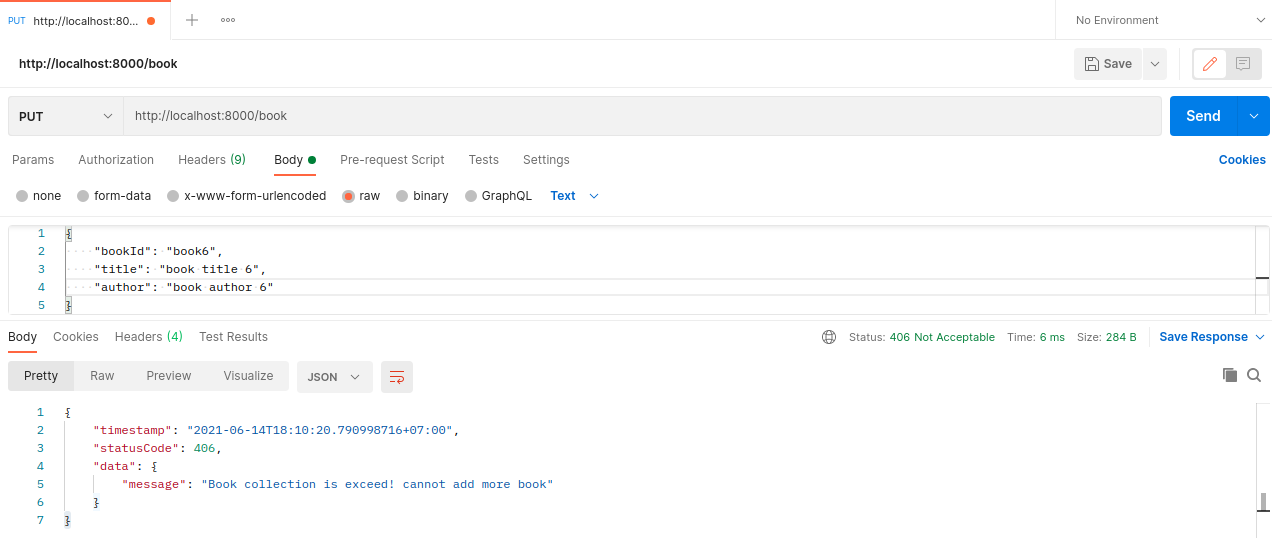 PUT http://localhost:80... No Environment
http://localhost:8000/book Save
PUT http://localhost:8000/book Send
Params Authorization Headers (9) Body Pre-request Script Tests Settings Cookies
none form-data x-www-form-urlencoded raw binary GraphQL Text
1 {
2 "bookId": "book6",
3 "title": "book title 6",
4 "author": "book author 6"
5 }
Body Cookies Headers (4) Test Results Status: 406 Not Acceptable Time: 6 ms Size: 284 B Save Response
Pretty Raw Preview Visualize JSON
1 {
2 "timestamp": "2021-06-14T18:10:20.790998716+07:00",
3 "statusCode": 406,
4 "data": {
5 "message": "Book collection is exceed! cannot add more book"
6 }
7 }